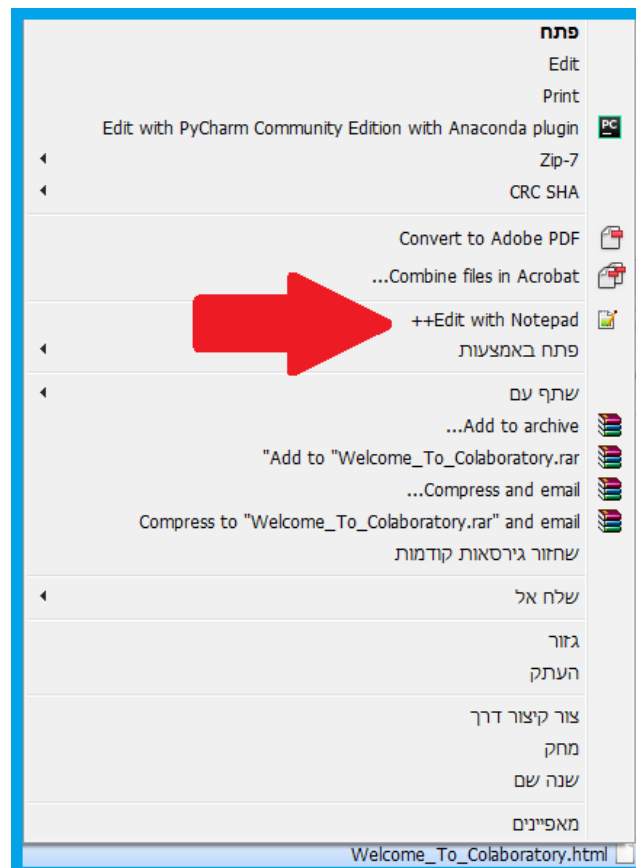 פתח
Edit
Print
Edit with PyCharm Community Edition with Anaconda plugin
Zip-7
CRC SHA
Convert to Adobe PDF
...Combine files in Acrobat
++Edit with Notepad
פתח באמצעות
שתף עם
...Add to archive
"Add to "Welcome_To_Colaboratory.rar
...Compress and email
Compress to "Welcome_To_Colaboratory.rar" and email
שחזור גירסאות קודמות
שלח אל
גזור
העתק
צור קיצור דרך
מחק
שנה שם
מאפיינים
Welcome_To_Colaboratory.html